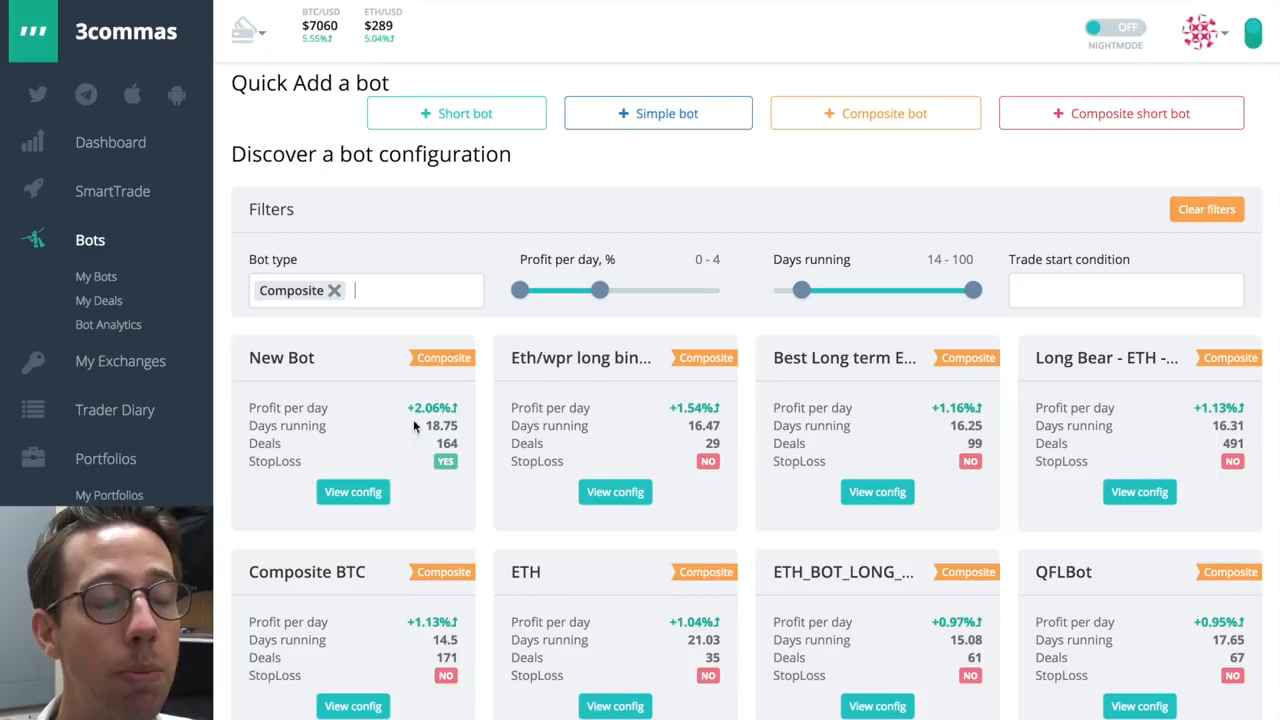 3commas
BTC/USD
$7060
5.55%
ETH/USD
$289
5.04%
OFF
NIGHTMODE
Dashboard
SmartTrade
Bots
My Bots
My Deals
Bot Analytics
My Exchanges
Trader Diary
Portfolios
My Portfolios
Quick Add a bot
+ Short bot
+ Simple bot
+ Composite bot
+ Composite short bot
Discover a bot configuration
Filters
Clear filters
Bot type
Composite
Profit per day, % 0 - 4
Days running 14 - 100
Trade start condition
New Bot Composite
Profit per day +2.06%
Days running 18.75
Deals 164
StopLoss YES
View config
Eth/wpr long bin... Composite
Profit per day +1.54%
Days running 16.47
Deals 29
StopLoss NO
View config
Best Long term E... Composite
Profit per day +1.16%
Days running 16.25
Deals 99
StopLoss NO
View config
Long Bear - ETH -... Composite
Profit per day +1.13%
Days running 16.31
Deals 491
StopLoss NO
View config
Composite BTC Composite
Profit per day +1.13%
Days running 14.5
Deals 171
StopLoss NO
View config
ETH Composite
Profit per day +1.04%
Days running 21.03
Deals 35
StopLoss NO
View config
ETH_BOT_LONG_... Composite
Profit per day +0.97%
Days running 15.08
Deals 61
StopLoss NO
View config
QFLBot Composite
Profit per day +0.95%
Days running 17.65
Deals 67
StopLoss NO
View config